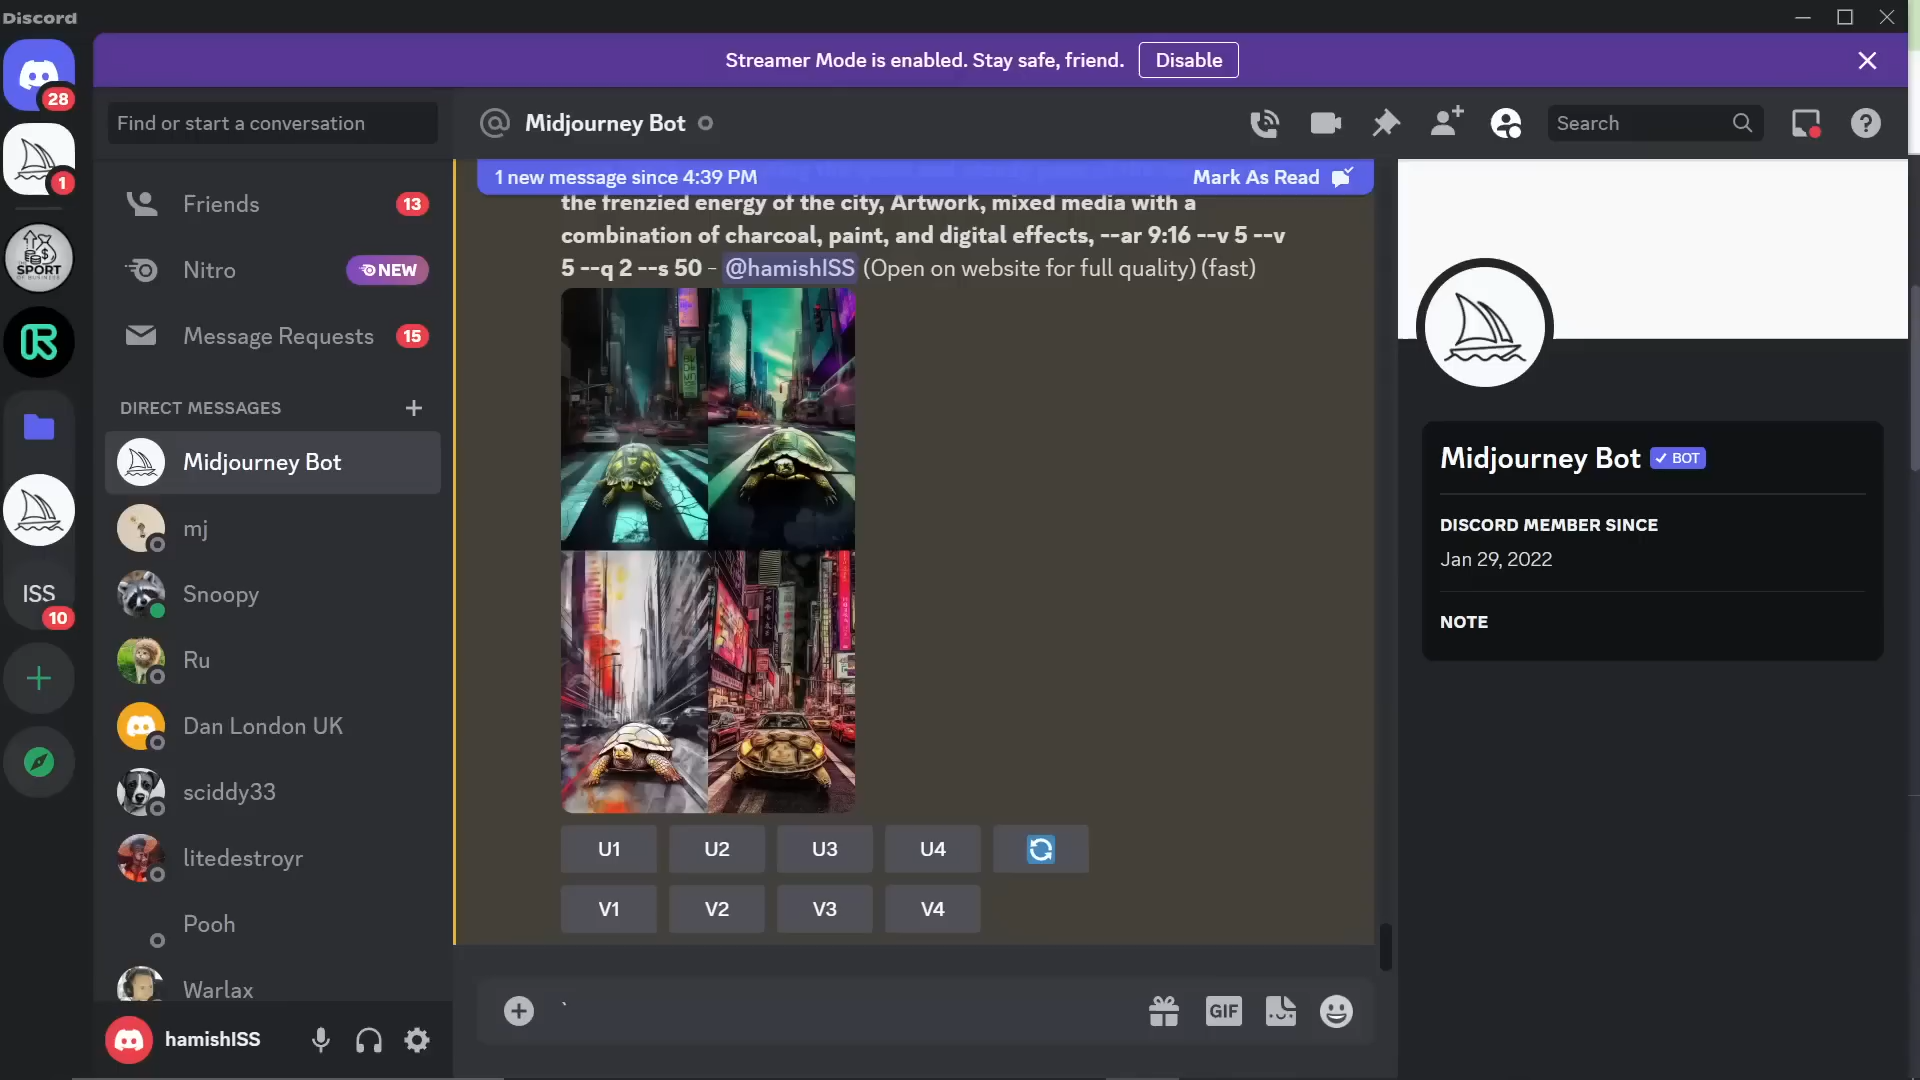 Discord
Streamer Mode is enabled. Stay safe, friend.
Disable
28
1
SPORT
ISS
10
Find or start a conversation
Friends
13
Nitro
NEW
Message Requests
15
DIRECT MESSAGES
Midjourney Bot
mj
Snoopy
Ru
Dan London UK
sciddy33
litedestroyr
Pooh
Warlax
hamishISS
Midjourney Bot
Search
1 new message since 4:39 PM
Mark As Read
the frenzied energy of the city, Artwork, mixed media with a
combination of charcoal, paint, and digital effects, --ar 9:16 --v 5 --v
5 --q 2 --s 50 - @hamishISS (Open on website for full quality) (fast)
U1
U2
U3
U4
V1
V2
V3
V4
`
GIF
Midjourney Bot
BOT
DISCORD MEMBER SINCE
Jan 29, 2022
NOTE